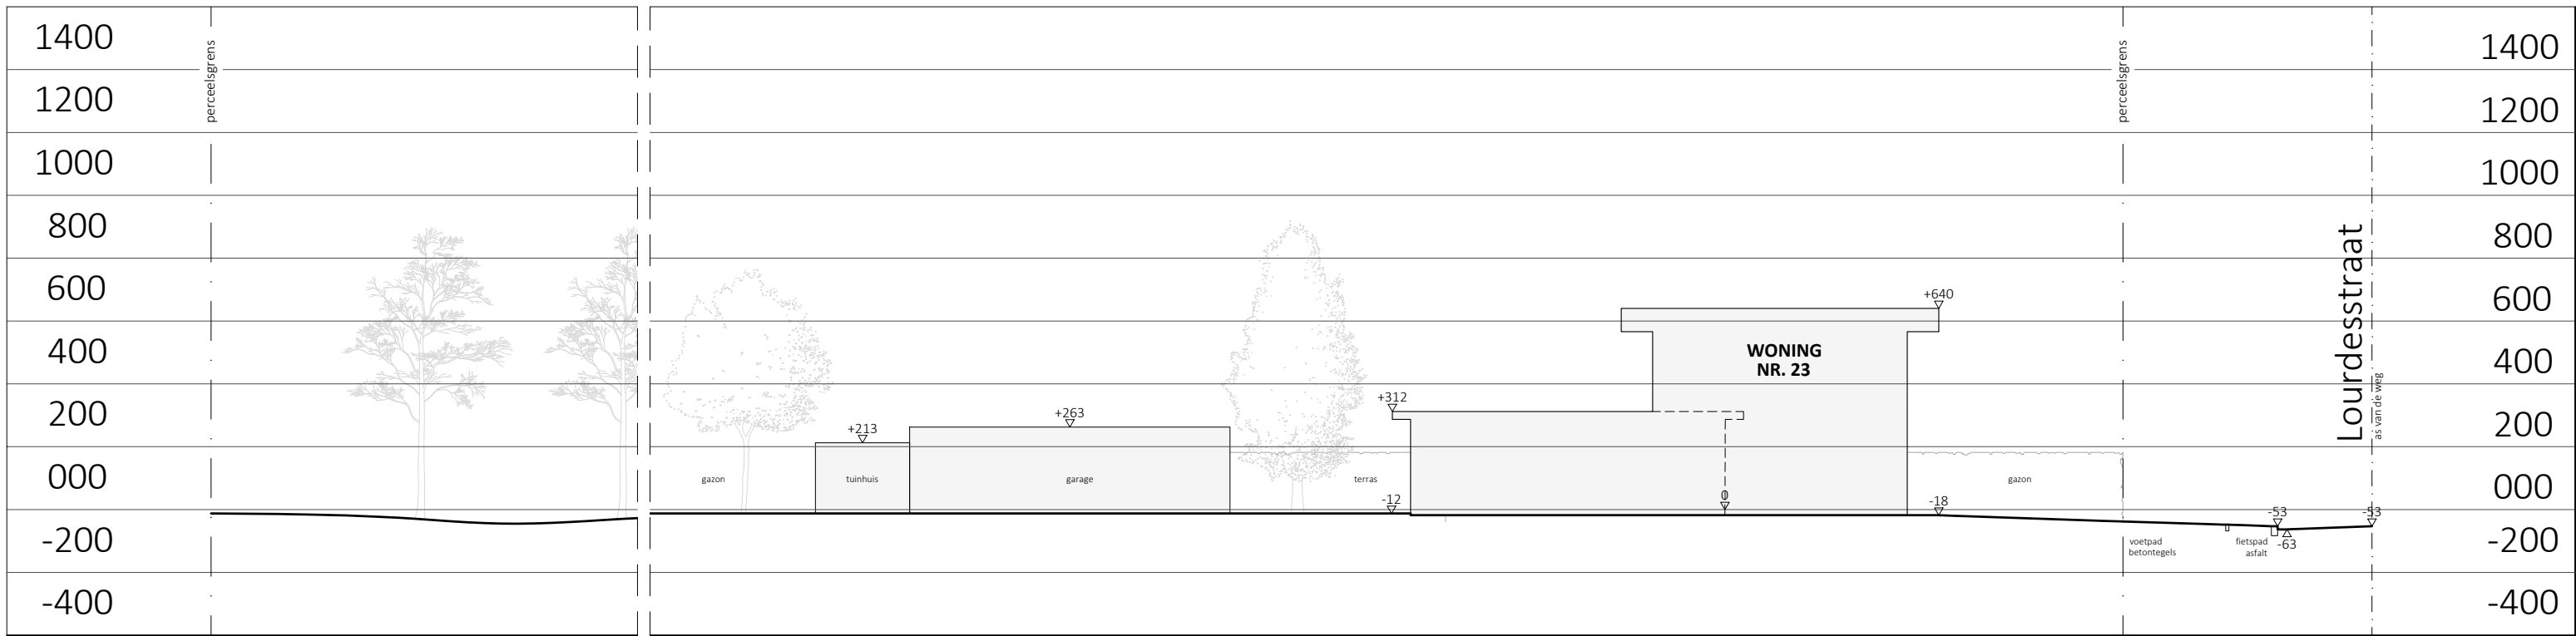 1400
1200
1000
800
600
400
200
000
-200
-400
perceelsgrens
gazon
+213
tuinhuis
+263
garage
terras
+312
-12
WONING
NR. 23
0
+640
-18
gazon
perceelsgrens
voetpad
betontegels
fietspad
asfalt
-53
-63
-53
Lourdesstraat
as van de weg
1400
1200
1000
800
600
400
200
000
-200
-400